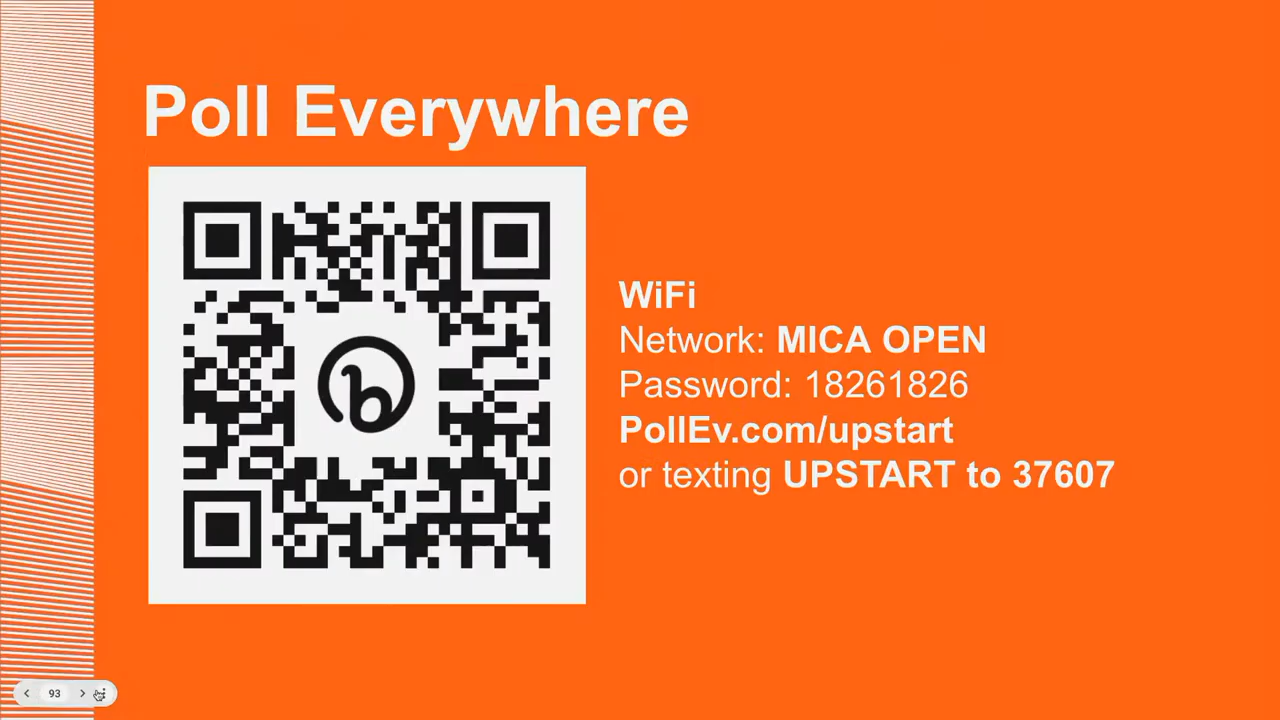 Poll Everywhere
b
WiFi
Network: MICA OPEN
Password: 18261826
PollEv.com/upstart
or texting UPSTART to 37607
93